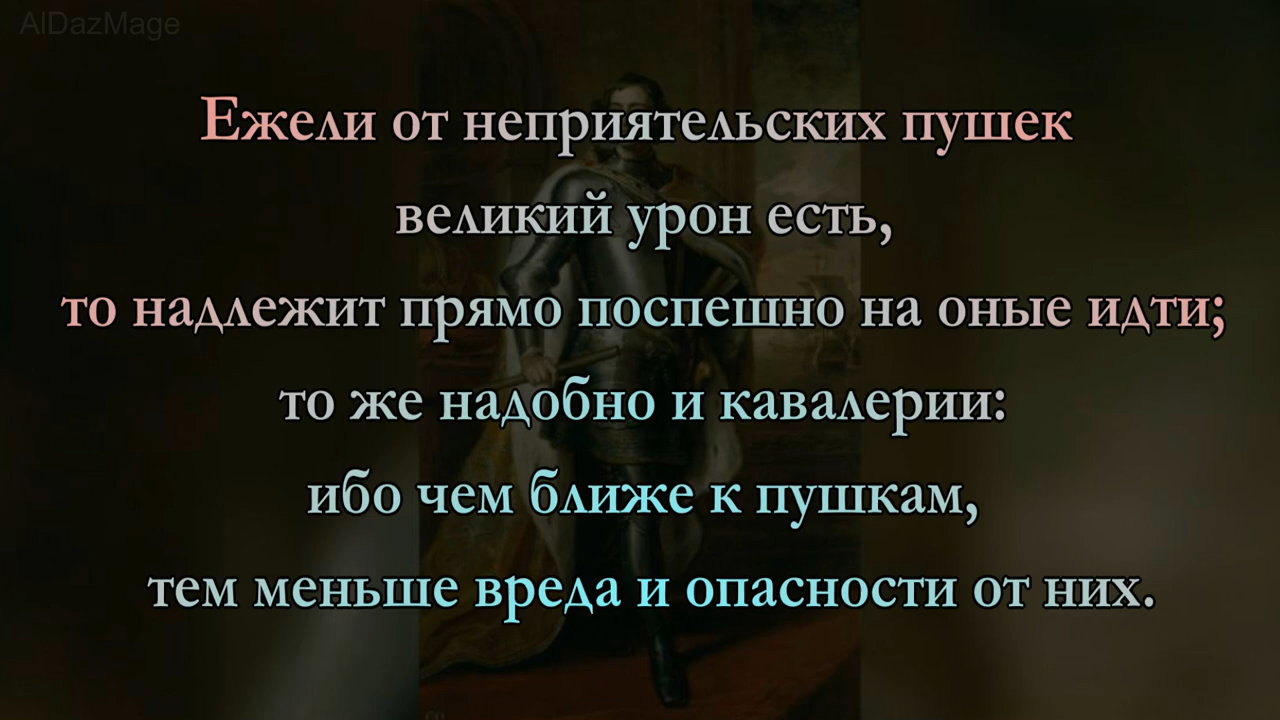 AlDazMage
Ежели от неприятельских пушек
великий урон есть,
то надлежит прямо поспешно на оные идти;
то же надобно и кавалерии:
ибо чем ближе к пушкам,
тем меньше вреда и опасности от них.